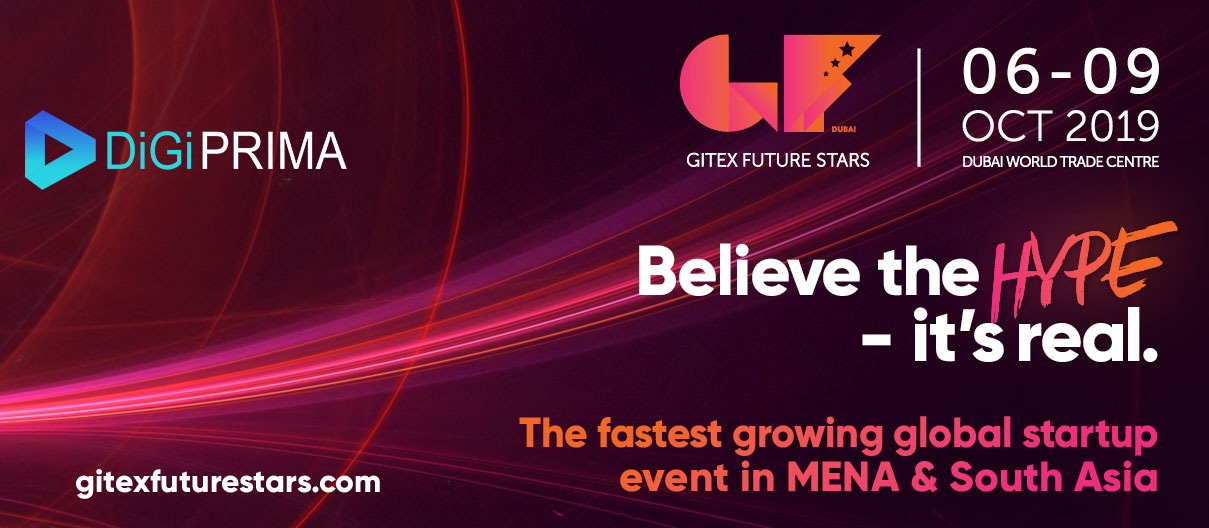 DiGiPRIMA
GF
DUBAI
GITEX FUTURE STARS
06-09
OCT 2019
DUBAI WORLD TRADE CENTRE
Believe the HYPE
- it's real.
The fastest growing global startup
event in MENA & South Asia
gitexfuturestars.com